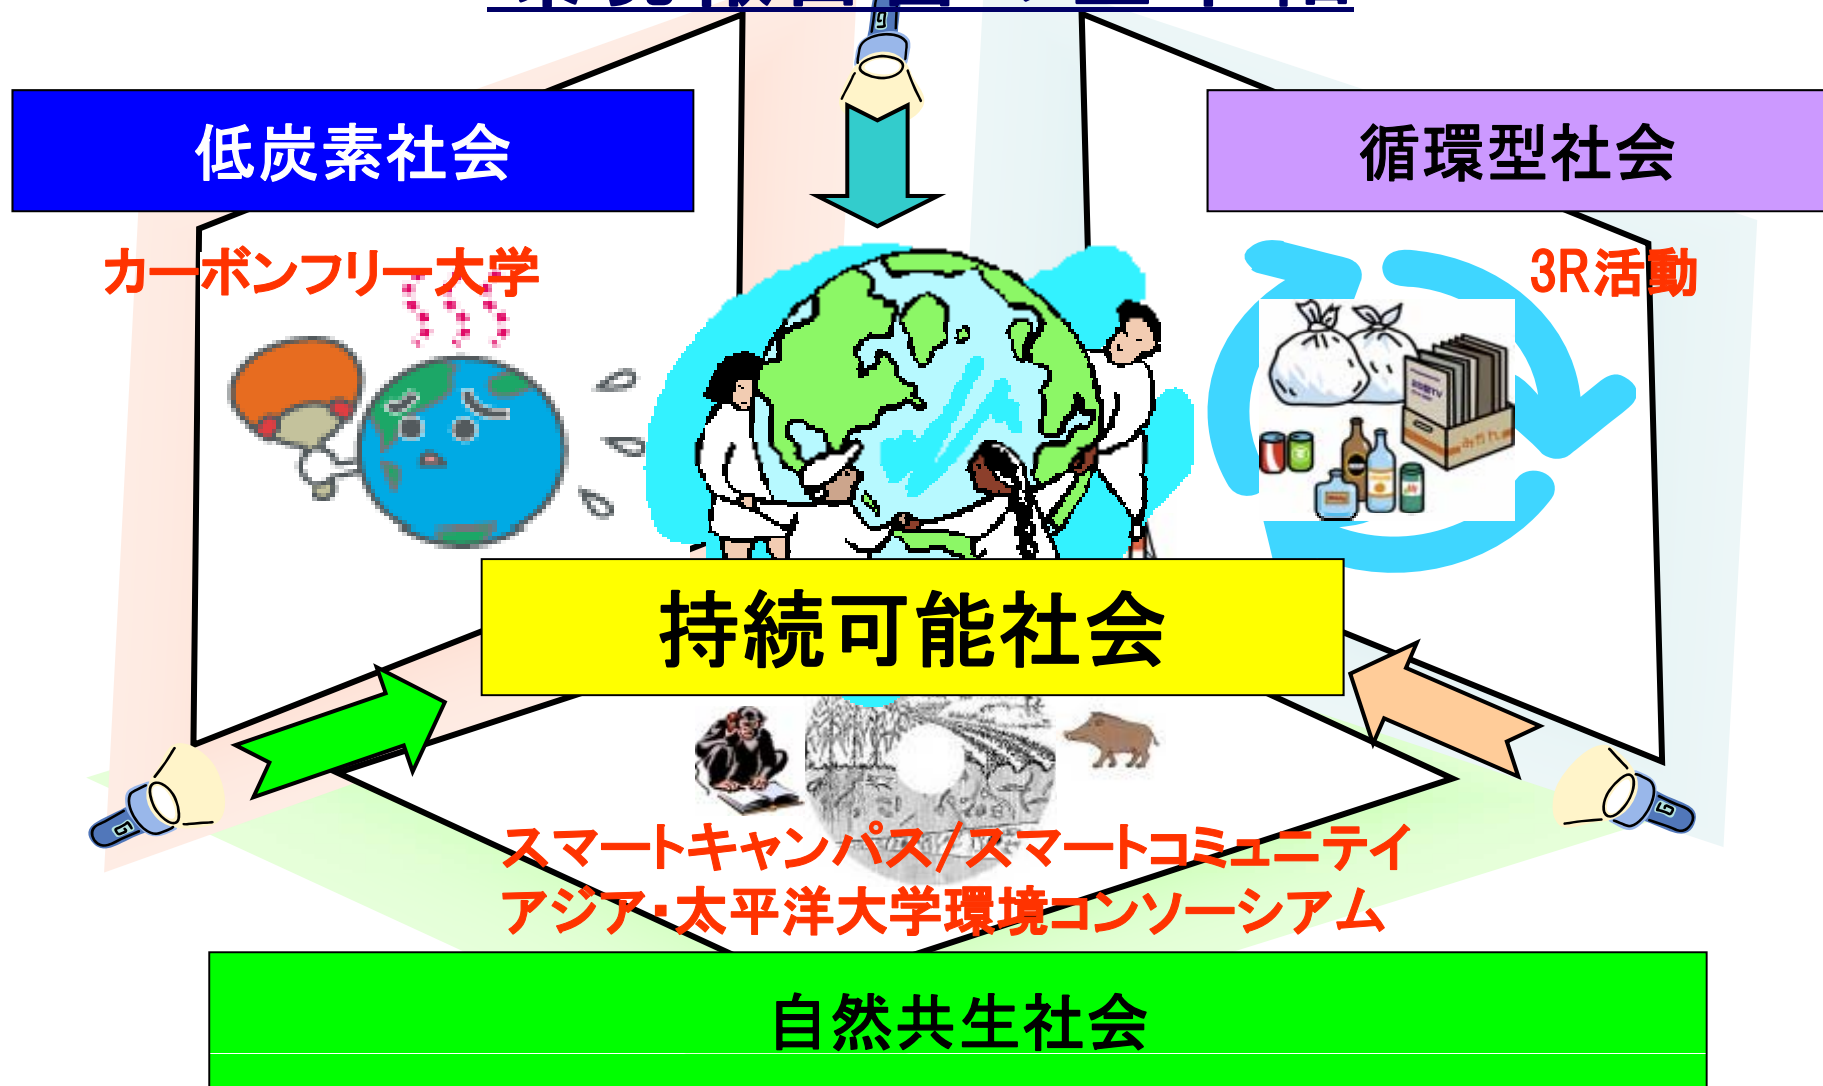 低炭素社会
循環型社会
カーボンフリー大学
3R活動
みかん
持続可能社会
スマートキャンパス/スマートコミュニテイ
アジア・太平洋大学環境コンソーシアム
自然共生社会